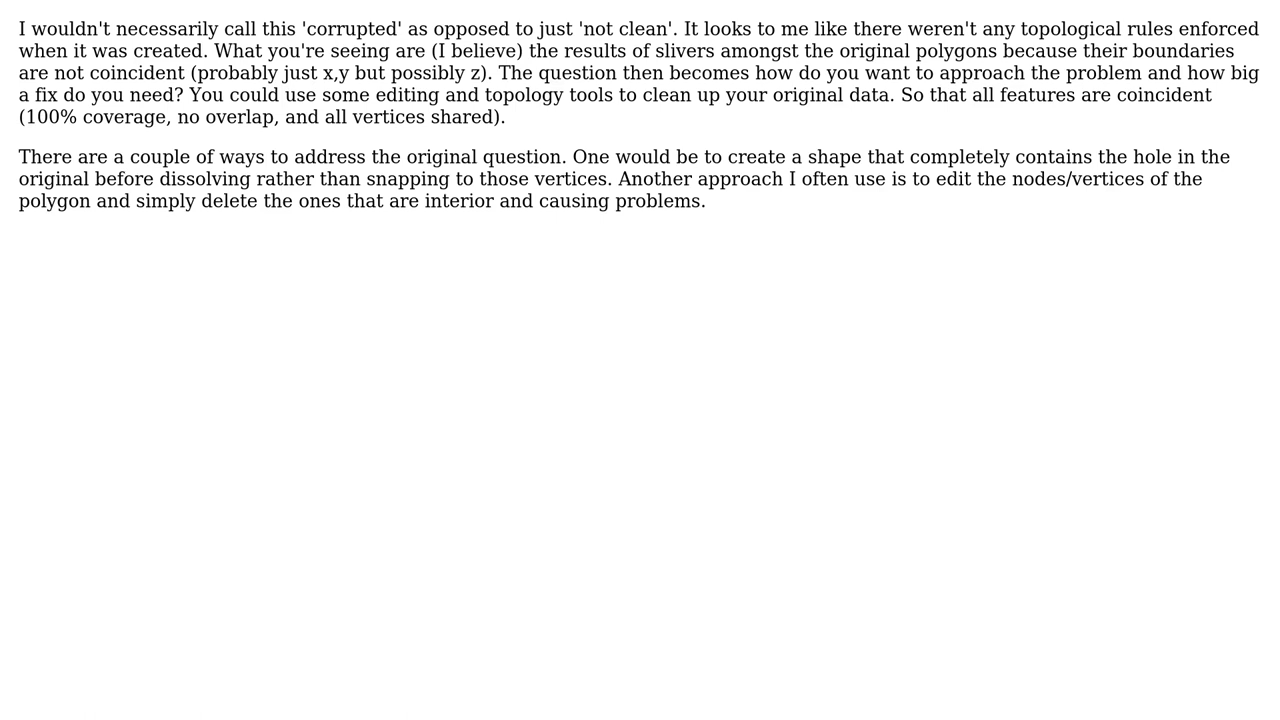 I wouldn't necessarily call this 'corrupted' as opposed to just 'not clean'. It looks to me like there weren't any topological rules enforced
when it was created. What you're seeing are (I believe) the results of slivers amongst the original polygons because their boundaries
are not coincident (probably just x,y but possibly z). The question then becomes how do you want to approach the problem and how big
a fix do you need? You could use some editing and topology tools to clean up your original data. So that all features are coincident
(100% coverage, no overlap, and all vertices shared).
There are a couple of ways to address the original question. One would be to create a shape that completely contains the hole in the
original before dissolving rather than snapping to those vertices. Another approach I often use is to edit the nodes/vertices of the
polygon and simply delete the ones that are interior and causing problems.